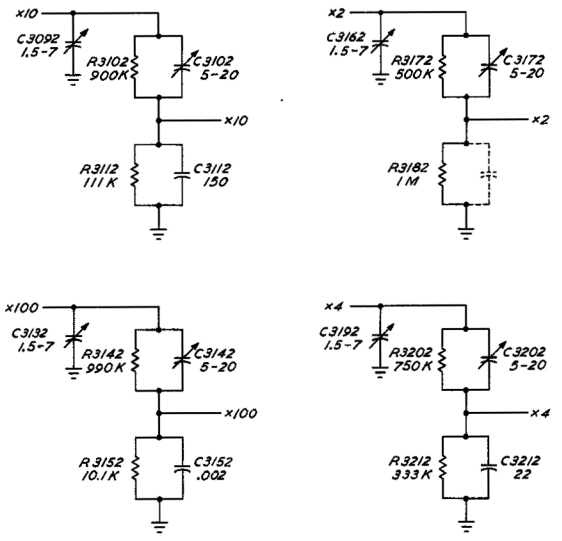 x10
C3092
1.5-7
R3102
900K
C3102
5-20
x10
R3112
111K
C3112
150
x2
C3162
1.5-7
R3172
500K
C3172
5-20
x2
R3182
1M
x100
C3132
1.5-7
R3142
990K
C3142
5-20
x100
R3152
10.1K
C3152
.002
x4
C3192
1.5-7
R3202
750K
C3202
5-20
x4
R3212
333K
C3212
22